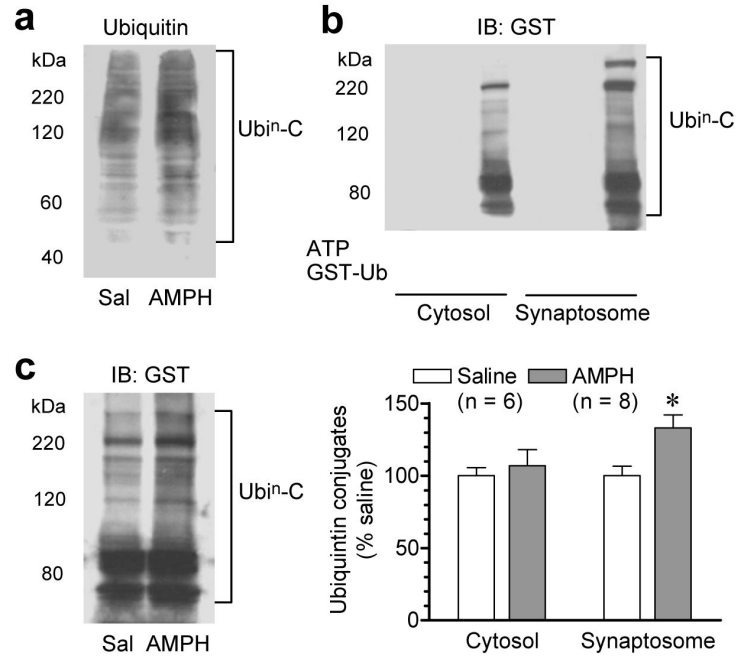 a
Ubiquitin
kDa
220
120
60
40
Ubiⁿ-C
Sal AMPH
b
IB: GST
kDa
220
120
80
Ubiⁿ-C
ATP
GST-Ub
Cytosol Synaptosome
c
IB: GST
kDa
220
120
80
Ubiⁿ-C
Sal AMPH
Saline AMPH
(n = 6) (n = 8) *
Ubiquintin conjugates
(% saline)
150
100
50
0
Cytosol Synaptosome